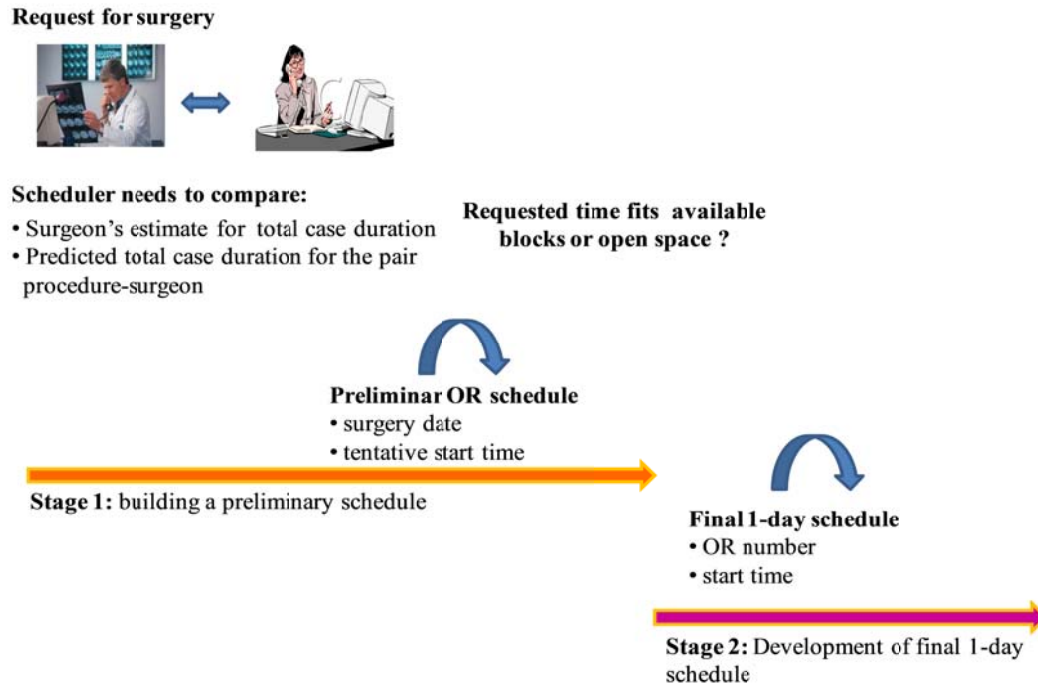 Request for surgery
Scheduler needs to compare:
• Surgeon's estimate for total case duration
• Predicted total case duration for the pair
procedure-surgeon
Requested time fits available
blocks or open space ?
Preliminar OR schedule
• surgery date
• tentative start time
Stage 1: building a preliminary schedule
Final 1-day schedule
• OR number
• start time
Stage 2: Development of final 1-day
schedule